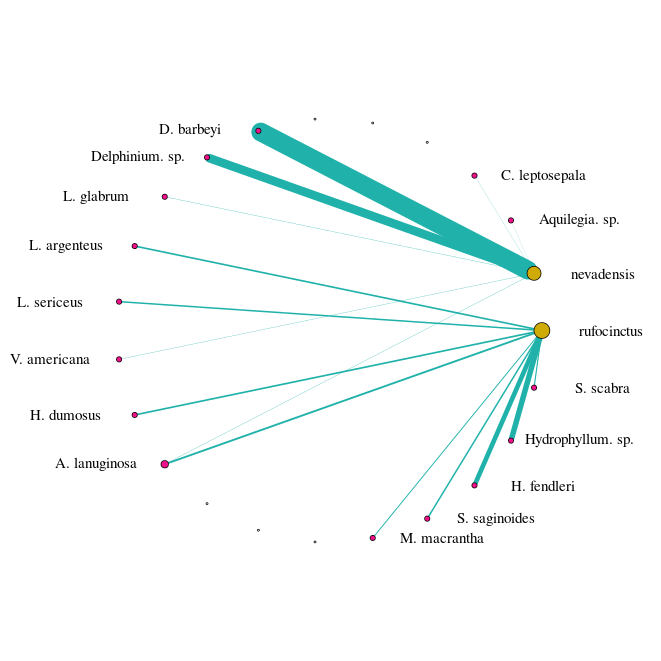 D. barbeyi
Delphinium. sp.
L. glabrum
C. leptosepala
Aquilegia. sp.
L. argenteus
nevadensis
L. sericeus
rufocinctus
V. americana
S. scabra
H. dumosus
Hydrophyllum. sp.
A. lanuginosa
H. fendleri
S. saginoides
M. macrantha